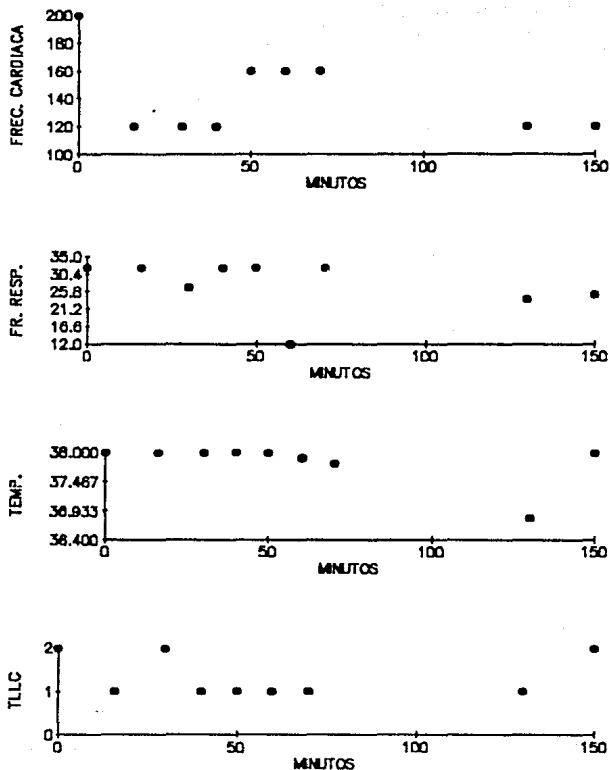 200
180
160
140
120
100
FREC. CARDIACA
0 50 100 150
MINUTOS
35.0
30.4
25.8
21.2
16.6
12.0
FR. RESP.
0 50 100 150
MINUTOS
38.000
37.467
36.933
36.400
TEMP.
0 50 100 150
MINUTOS
2
1
0
TLLC
0 50 100 150
MINUTOS